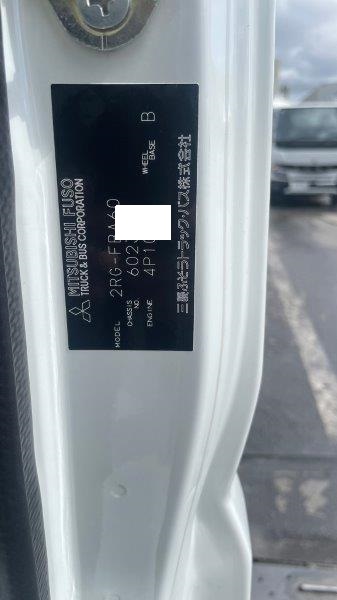 MITSUBISHI FUSO
TRUCK & BUS CORPORATION
MODEL 2RG-FBA60
CHASSIS NO. 602
ENGINE 4P10 WHEEL BASE B
三菱ふそうトラック・バス株式会社